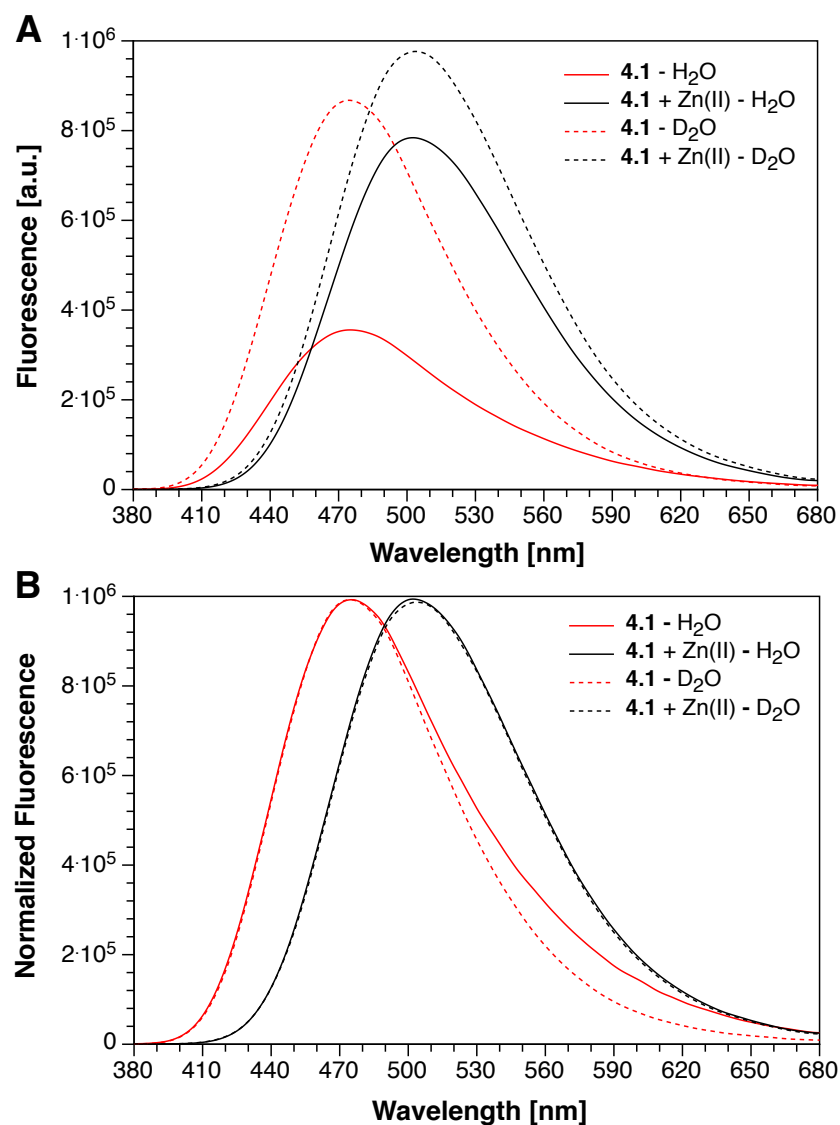 A
1·10⁶
8·10⁵
6·10⁵
4·10⁵
2·10⁵
0
Fluorescence [a.u.]
4.1 - H₂O
4.1 + Zn(II) - H₂O
4.1 - D₂O
4.1 + Zn(II) - D₂O
380 410 440 470 500 530 560 590 620 650 680
Wavelength [nm]
B
1·10⁶
8·10⁵
6·10⁵
4·10⁵
2·10⁵
0
Normalized Fluorescence
4.1 - H₂O
4.1 + Zn(II) - H₂O
4.1 - D₂O
4.1 + Zn(II) - D₂O
380 410 440 470 500 530 560 590 620 650 680
Wavelength [nm]